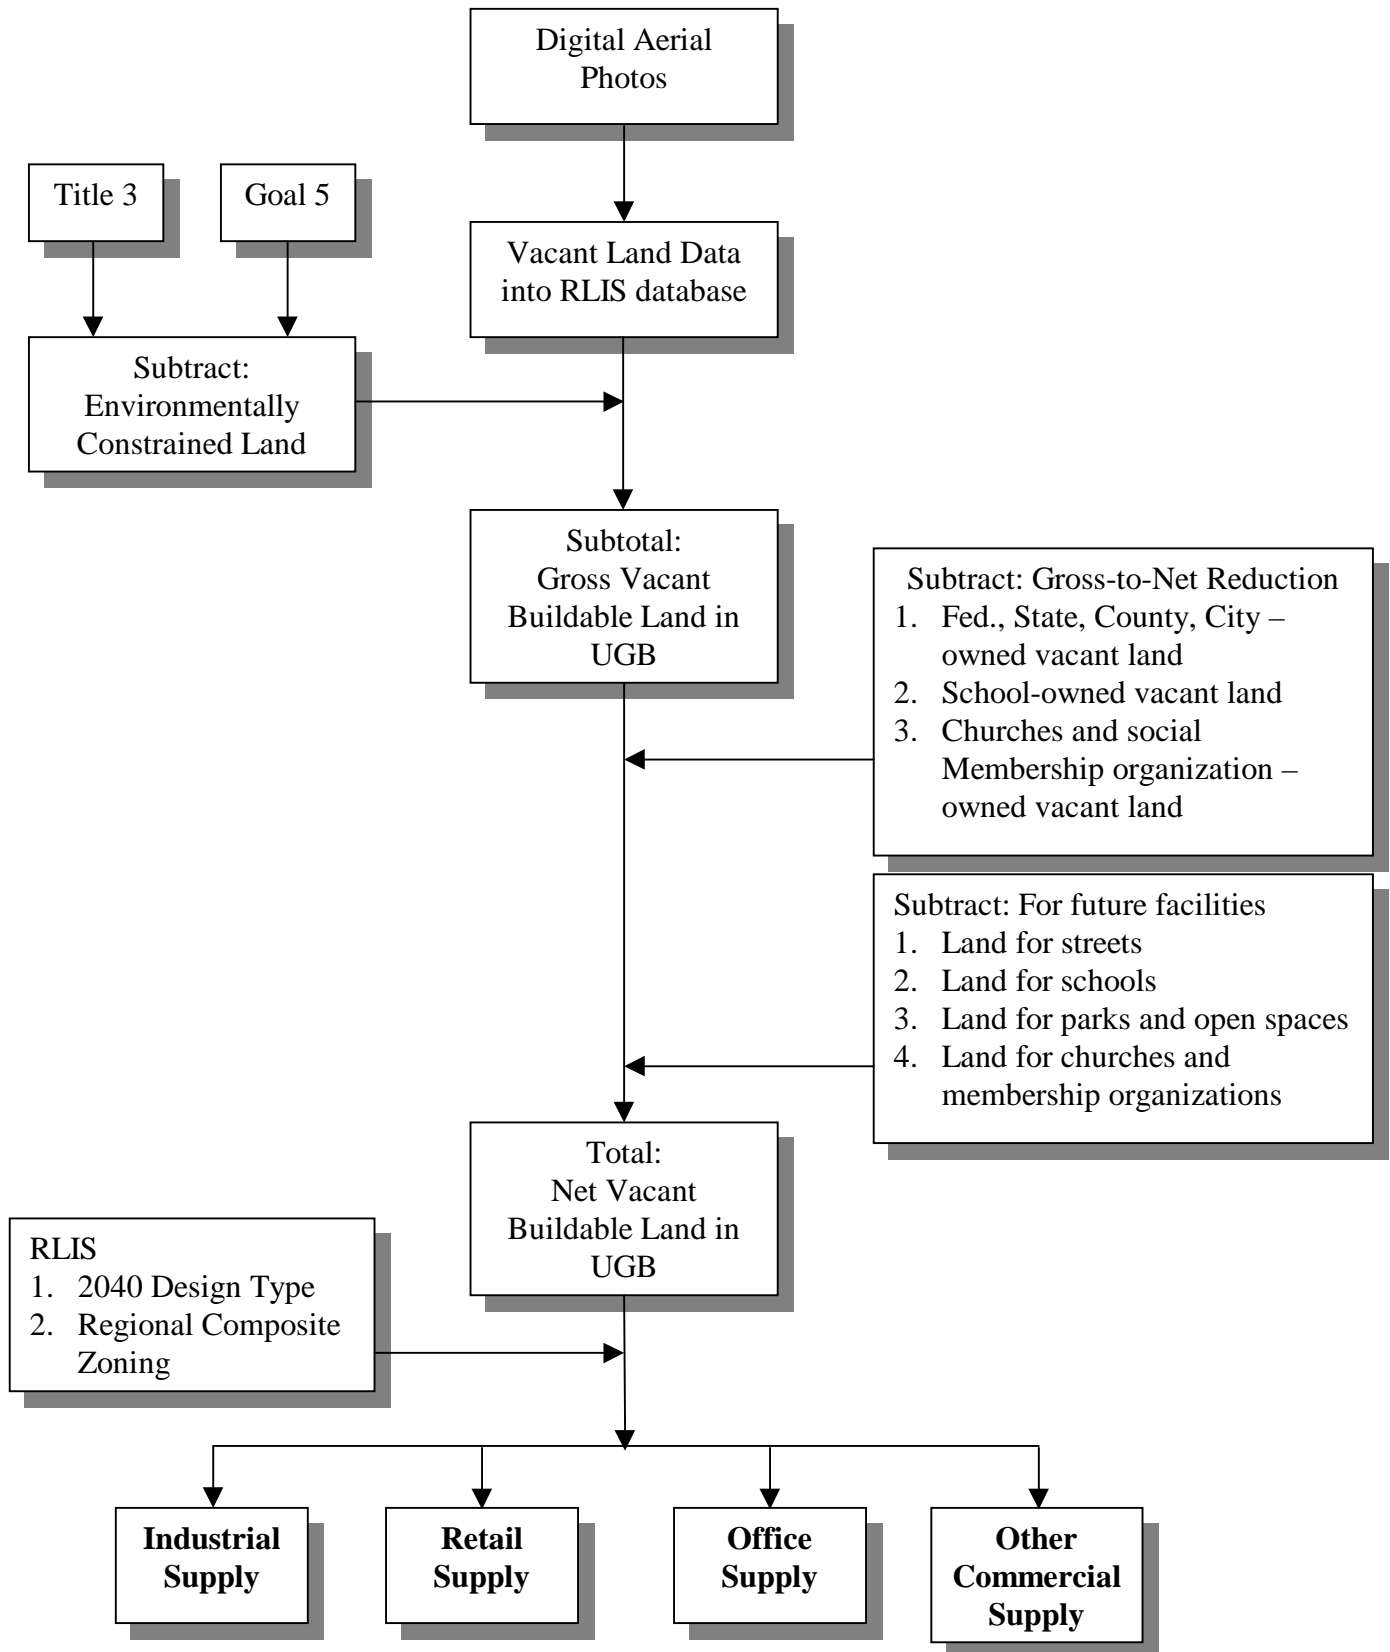 Digital Aerial
Photos
Title 3
Goal 5
Vacant Land Data
into RLIS database
Subtract:
Environmentally
Constrained Land
Subtotal:
Gross Vacant
Buildable Land in
UGB
Subtract: Gross-to-Net Reduction
1. Fed., State, County, City –
owned vacant land
2. School-owned vacant land
3. Churches and social
Membership organization –
owned vacant land
Subtract: For future facilities
1. Land for streets
2. Land for schools
3. Land for parks and open spaces
4. Land for churches and
membership organizations
Total:
Net Vacant
Buildable Land in
UGB
RLIS
1. 2040 Design Type
2. Regional Composite
Zoning
Industrial
Supply
Retail
Supply
Office
Supply
Other
Commercial
Supply